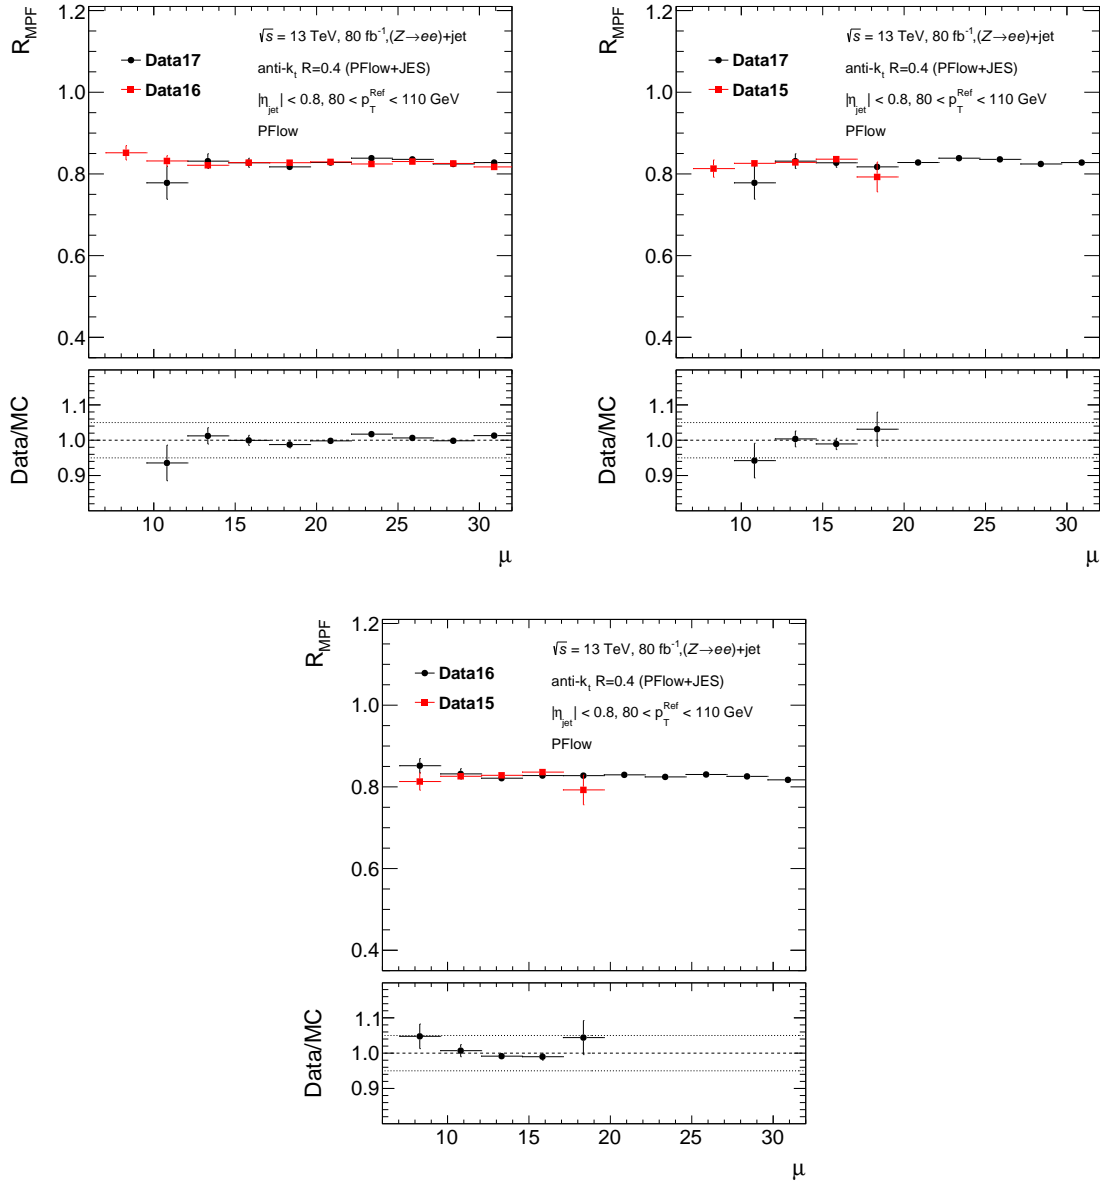 R_MPF
1.2
1.0
0.8
0.6
0.4
Data17
Data16
√s = 13 TeV, 80 fb⁻¹,(Z→ee)+jet
anti-k_t R=0.4 (PFlow+JES)
|η_jet| < 0.8, 80 < p_T^Ref < 110 GeV
PFlow
Data/MC
1.1
1.0
0.9
10 15 20 25 30
μ
R_MPF
1.2
1.0
0.8
0.6
0.4
Data17
Data15
√s = 13 TeV, 80 fb⁻¹,(Z→ee)+jet
anti-k_t R=0.4 (PFlow+JES)
|η_jet| < 0.8, 80 < p_T^Ref < 110 GeV
PFlow
Data/MC
1.1
1.0
0.9
10 15 20 25 30
μ
R_MPF
1.2
1.0
0.8
0.6
0.4
Data16
Data15
√s = 13 TeV, 80 fb⁻¹,(Z→ee)+jet
anti-k_t R=0.4 (PFlow+JES)
|η_jet| < 0.8, 80 < p_T^Ref < 110 GeV
PFlow
Data/MC
1.1
1.0
0.9
10 15 20 25 30
μ